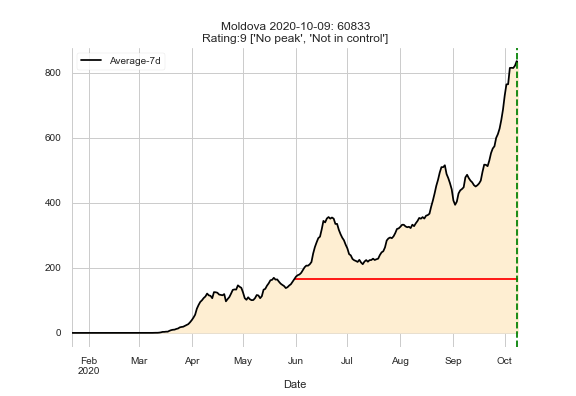 Moldova 2020-10-09: 60833
Rating:9 ['No peak', 'Not in control']
Average-7d
800
600
400
200
0
Feb Mar Apr May Jun Jul Aug Sep Oct
2020
Date